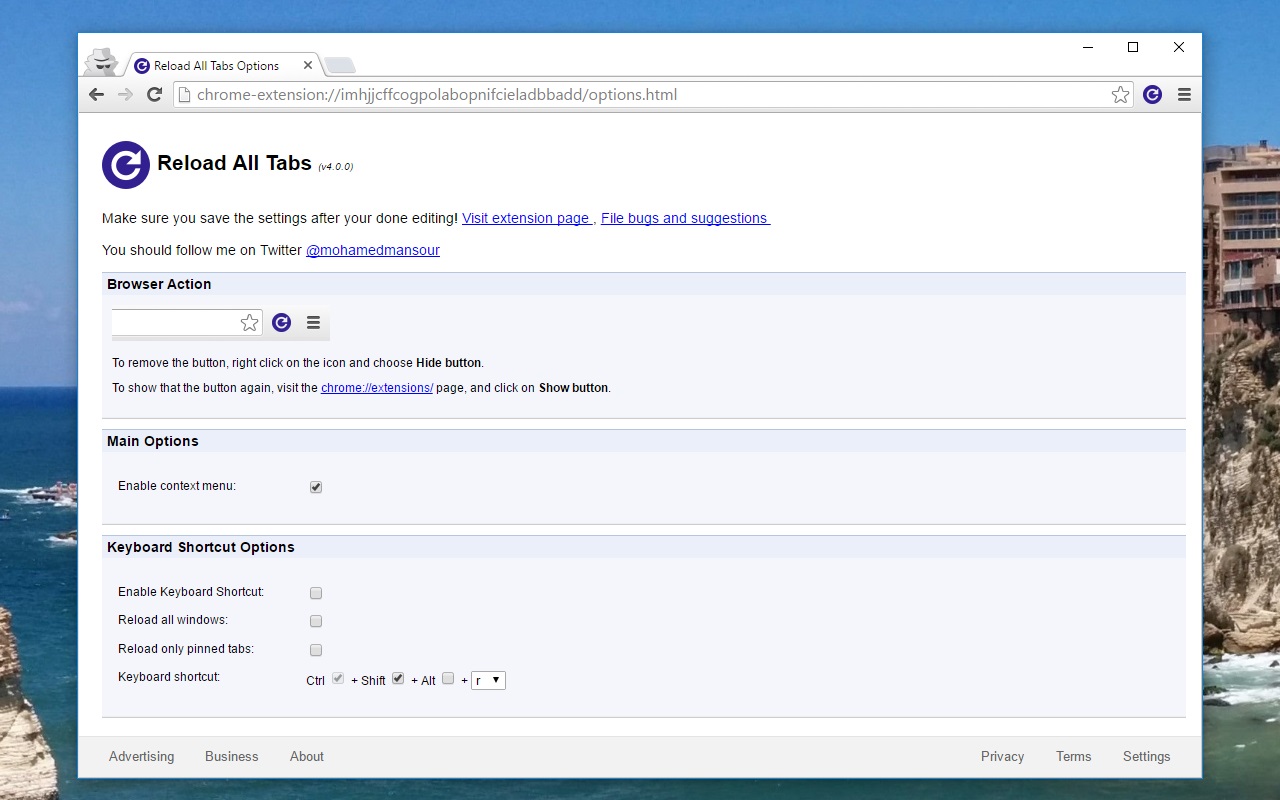 Reload All Tabs Options
chrome-extension://imhjjcffcogpolabopnifcieladbbadd/options.html
Reload All Tabs (v4.0.0)
Make sure you save the settings after your done editing! Visit extension page , File bugs and suggestions
You should follow me on Twitter @mohamedmansour
Browser Action
To remove the button, right click on the icon and choose Hide button.
To show that the button again, visit the chrome://extensions/ page, and click on Show button.
Main Options
Enable context menu:
Keyboard Shortcut Options
Enable Keyboard Shortcut:
Reload all windows:
Reload only pinned tabs:
Keyboard shortcut: Ctrl + Shift + Alt + r
Advertising Business About Privacy Terms Settings